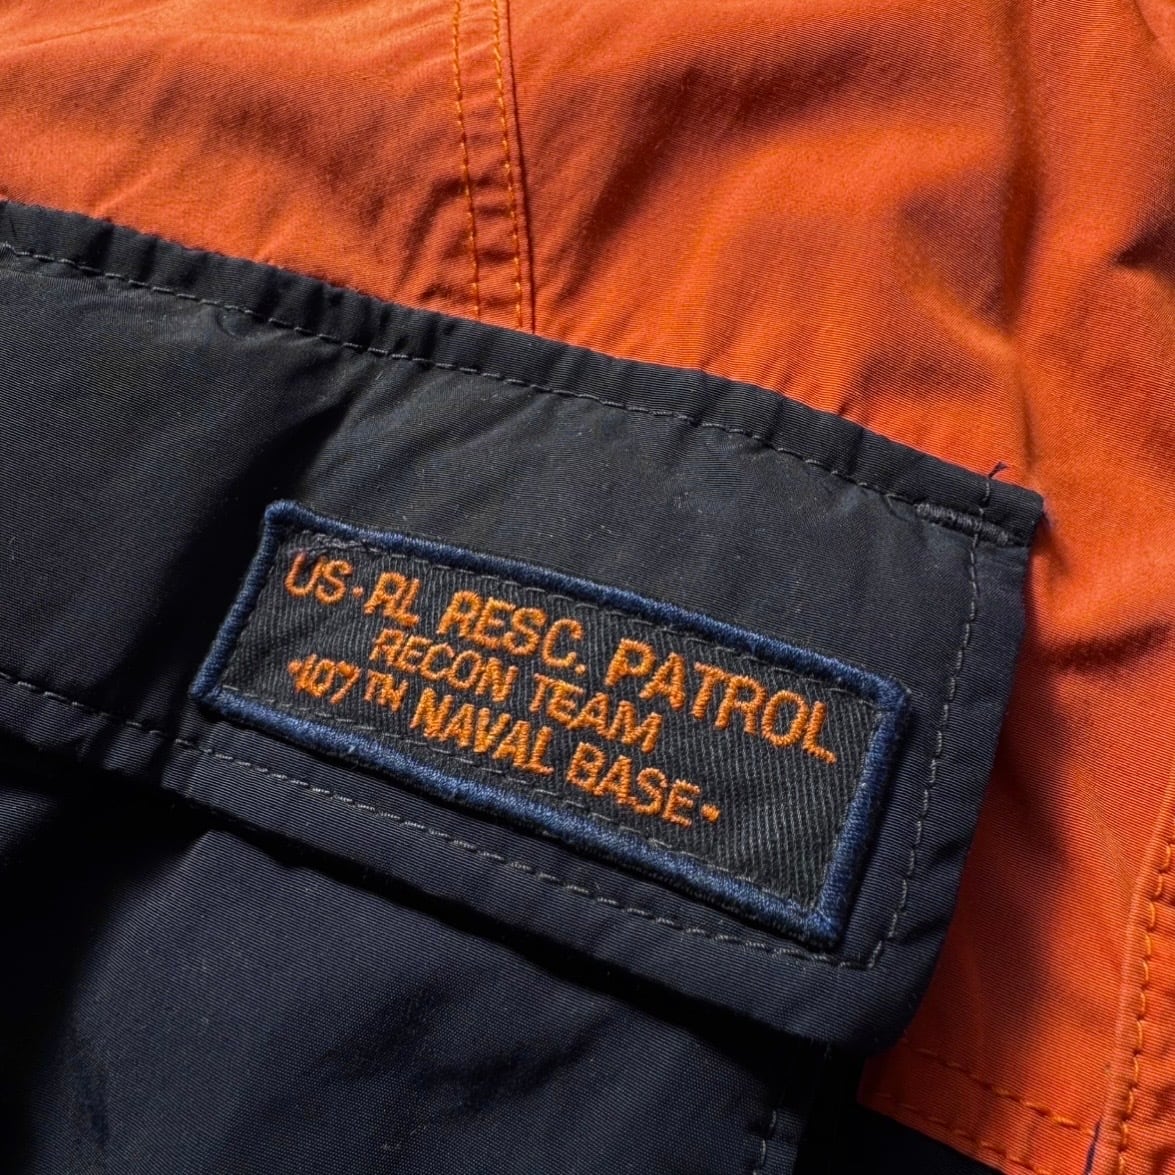 US·RL RESC. PATROL
RECON TEAM
·107TH NAVAL BASE·